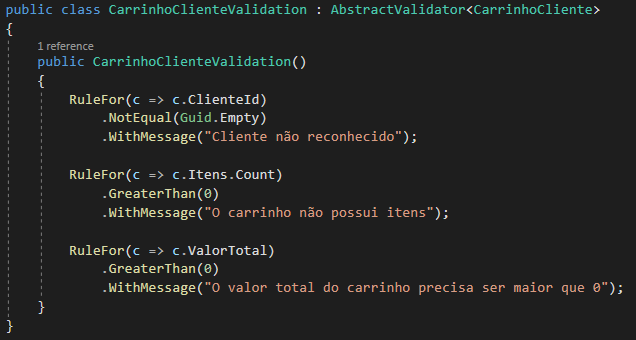 public class CarrinhoClienteValidation : AbstractValidator<CarrinhoCliente>
{
1 reference
public CarrinhoClienteValidation()
{
RuleFor(c => c.ClienteId)
.NotEqual(Guid.Empty)
.WithMessage("Cliente não reconhecido");
RuleFor(c => c.Itens.Count)
.GreaterThan(0)
.WithMessage("O carrinho não possui itens");
RuleFor(c => c.ValorTotal)
.GreaterThan(0)
.WithMessage("O valor total do carrinho precisa ser maior que 0");
}
}